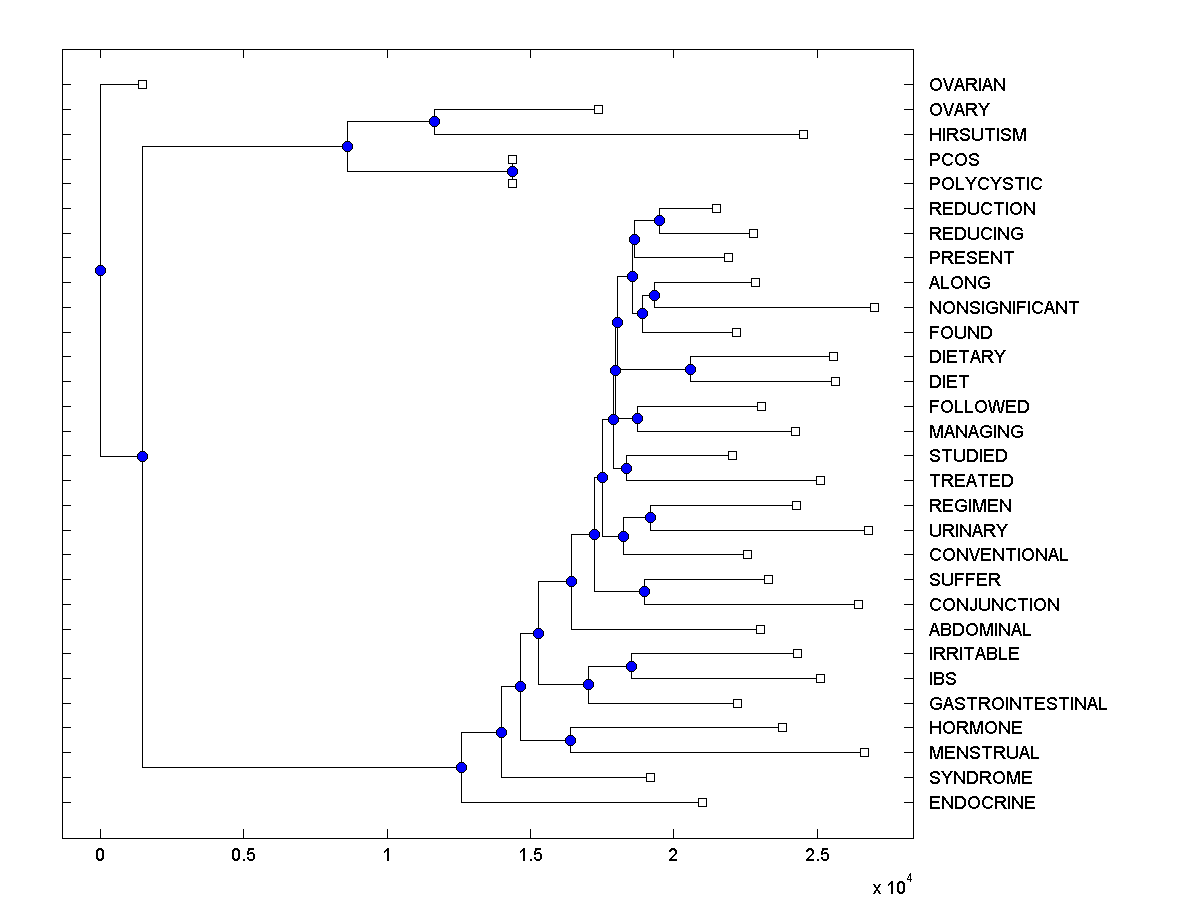 OVARIAN
OVARY
HIRSUTISM
PCOS
POLYCYSTIC
REDUCTION
REDUCING
PRESENT
ALONG
NONSIGNIFICANT
FOUND
DIETARY
DIET
FOLLOWED
MANAGING
STUDIED
TREATED
REGIMEN
URINARY
CONVENTIONAL
SUFFER
CONJUNCTION
ABDOMINAL
IRRITABLE
IBS
GASTROINTESTINAL
HORMONE
MENSTRUAL
SYNDROME
ENDOCRINE
0 0.5 1 1.5 2 2.5
x 10^4